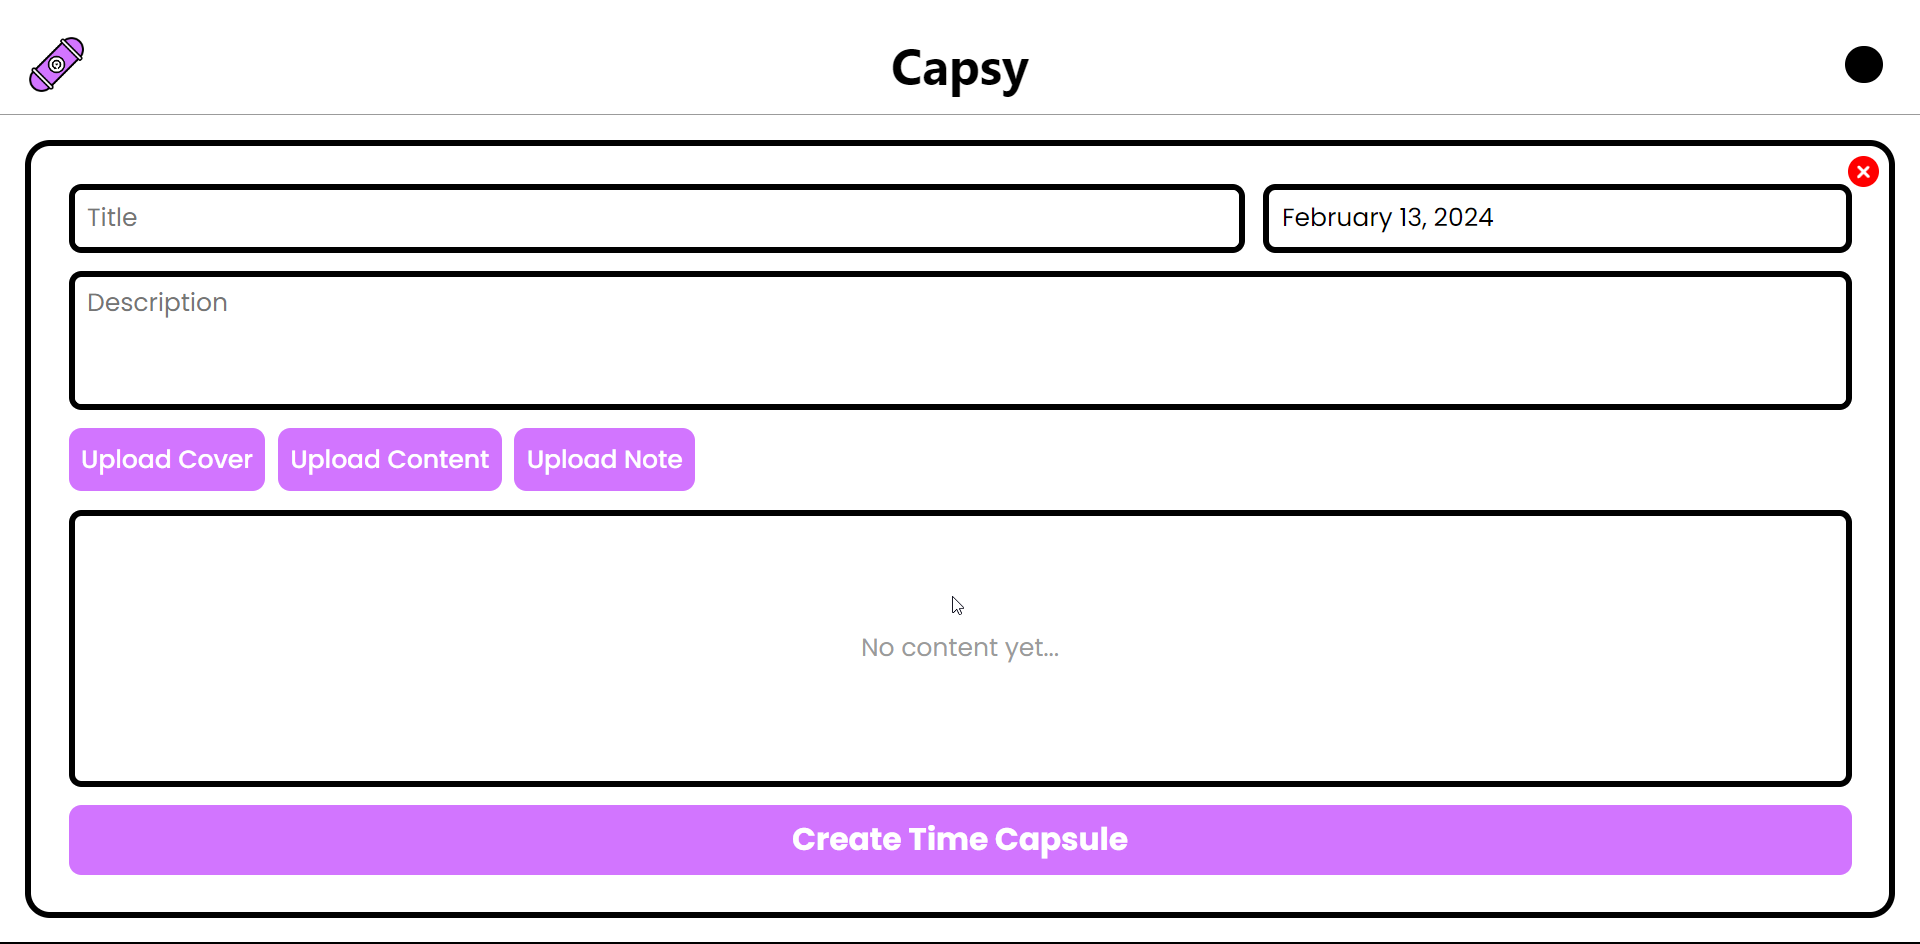 Capsy
Title
February 13, 2024
Description
Upload Cover
Upload Content
Upload Note
No content yet...
Create Time Capsule